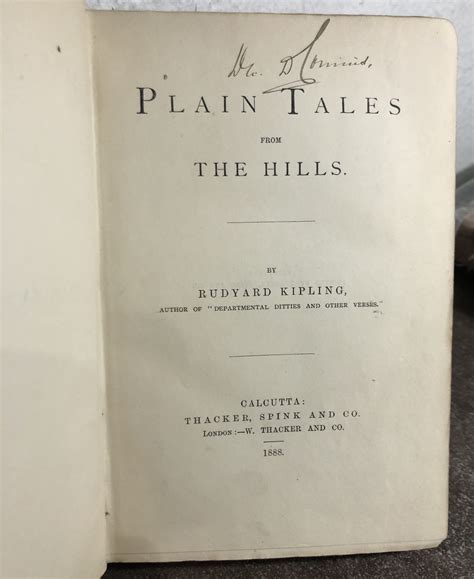 PLAIN TALES
FROM
THE HILLS.
BY
RUDYARD KIPLING,
AUTHOR OF "DEPARTMENTAL DITTIES AND OTHER VERSES."
CALCUTTA:
THACKER, SPINK AND CO.
LONDON:—W. THACKER AND CO.
1888.